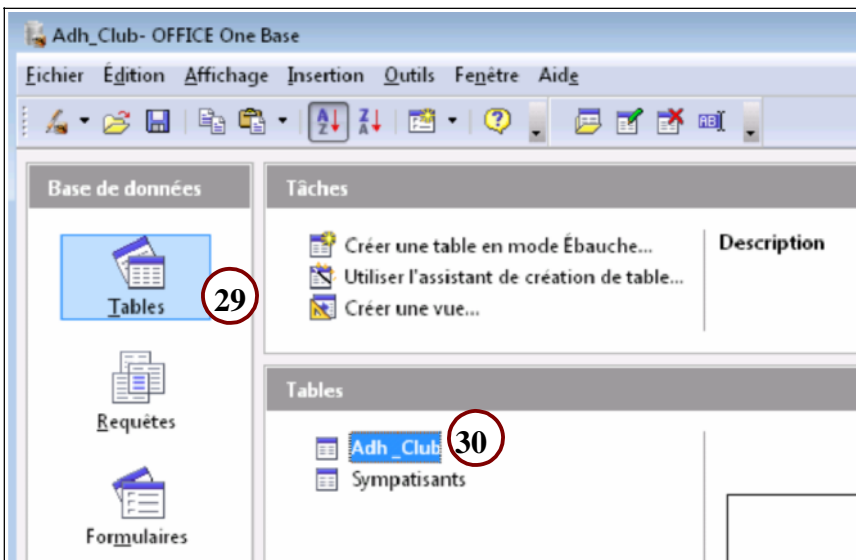 Adh_Club- OFFICE One Base
Fichier Édition Affichage Insertion Outils Fenêtre Aide
Base de données
Tables
29
Requêtes
Formulaires
Tâches
Créer une table en mode Ébauche...
Utiliser l'assistant de création de table...
Créer une vue...
Description
Tables
Adh _Club
30
Sympatisants